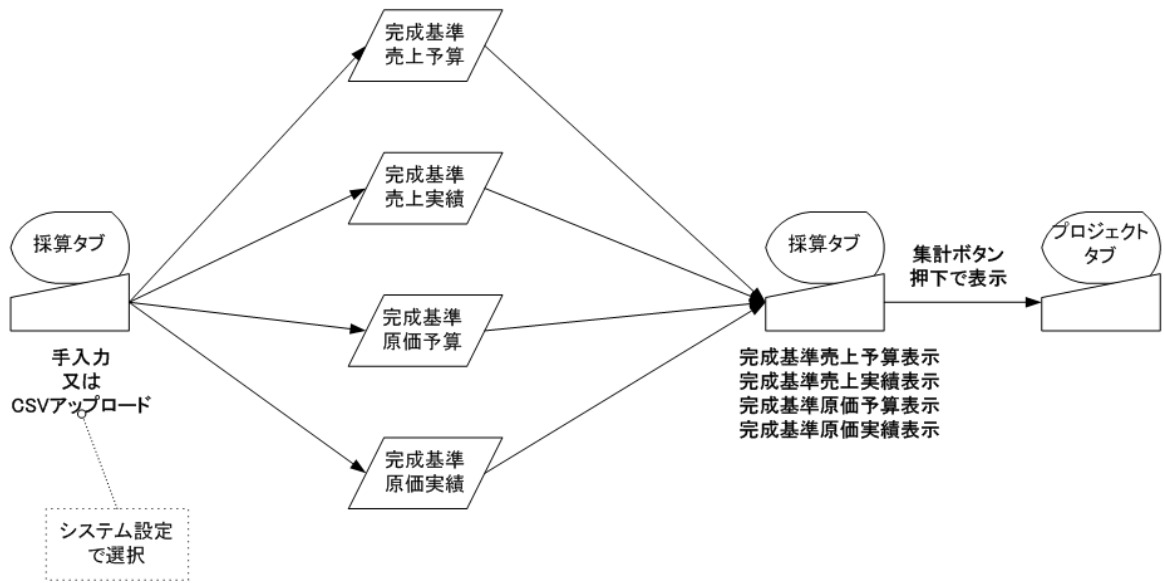 完成基準
売上予算
完成基準
売上実績
採算タブ
手入力
又は
CSVアップロード
システム設定
で選択
完成基準
原価予算
完成基準
原価実績
採算タブ
完成基準売上予算表示
完成基準売上実績表示
完成基準原価予算表示
完成基準原価実績表示
集計ボタン
押下で表示
プロジェクト
タブ